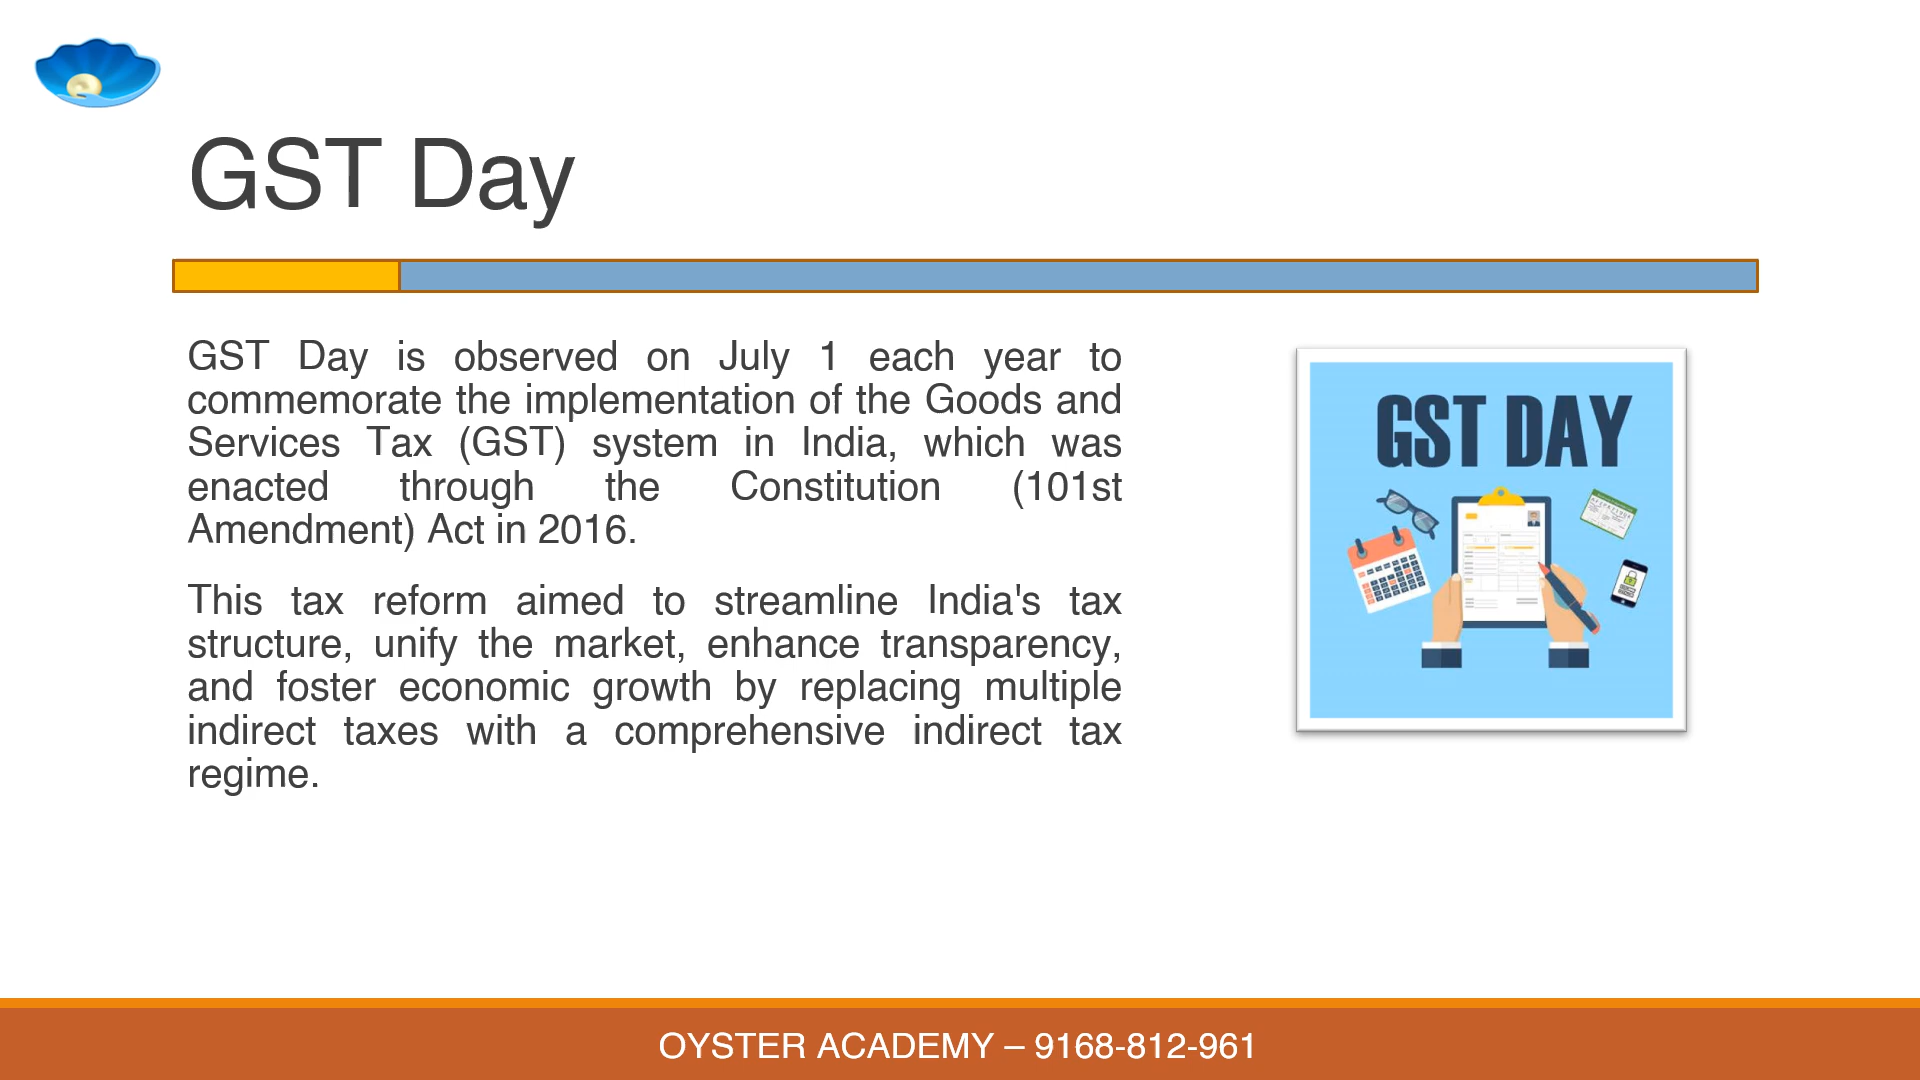 GST Day
GST Day is observed on July 1 each year to
commemorate the implementation of the Goods and
Services Tax (GST) system in India, which was
enacted through the Constitution (101st
Amendment) Act in 2016.
This tax reform aimed to streamline India's tax
structure, unify the market, enhance transparency,
and foster economic growth by replacing multiple
indirect taxes with a comprehensive indirect tax
regime.
GST DAY
OYSTER ACADEMY – 9168-812-961